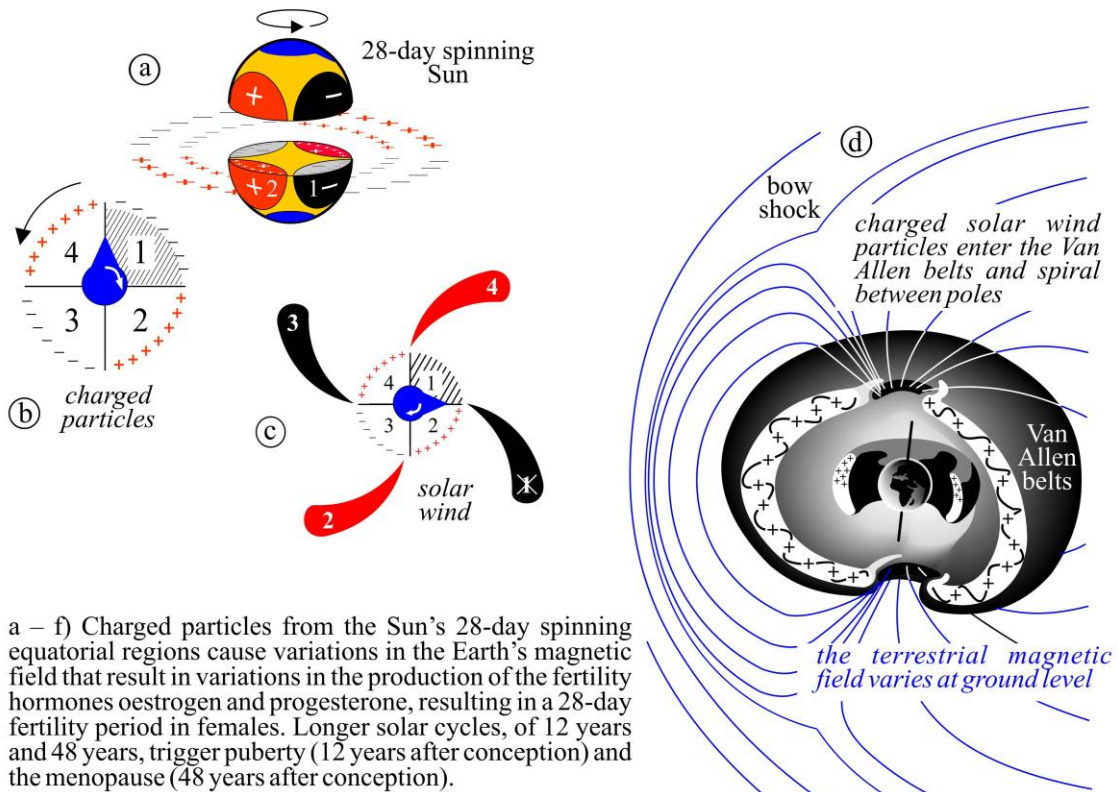 a
28-day spinning
Sun
+
−
+2
1−
b
4
1
3
2
charged
particles
c
3
4
4
1
3
2
2
1
solar
wind
d
bow
shock
charged solar wind
particles enter the Van
Allen belts and spiral
between poles
Van
Allen
belts
the terrestrial magnetic
field varies at ground level
a – f) Charged particles from the Sun’s 28-day spinning
equatorial regions cause variations in the Earth’s magnetic
field that result in variations in the production of the fertility
hormones oestrogen and progesterone, resulting in a 28-day
fertility period in females. Longer solar cycles, of 12 years
and 48 years, trigger puberty (12 years after conception) and
the menopause (48 years after conception).